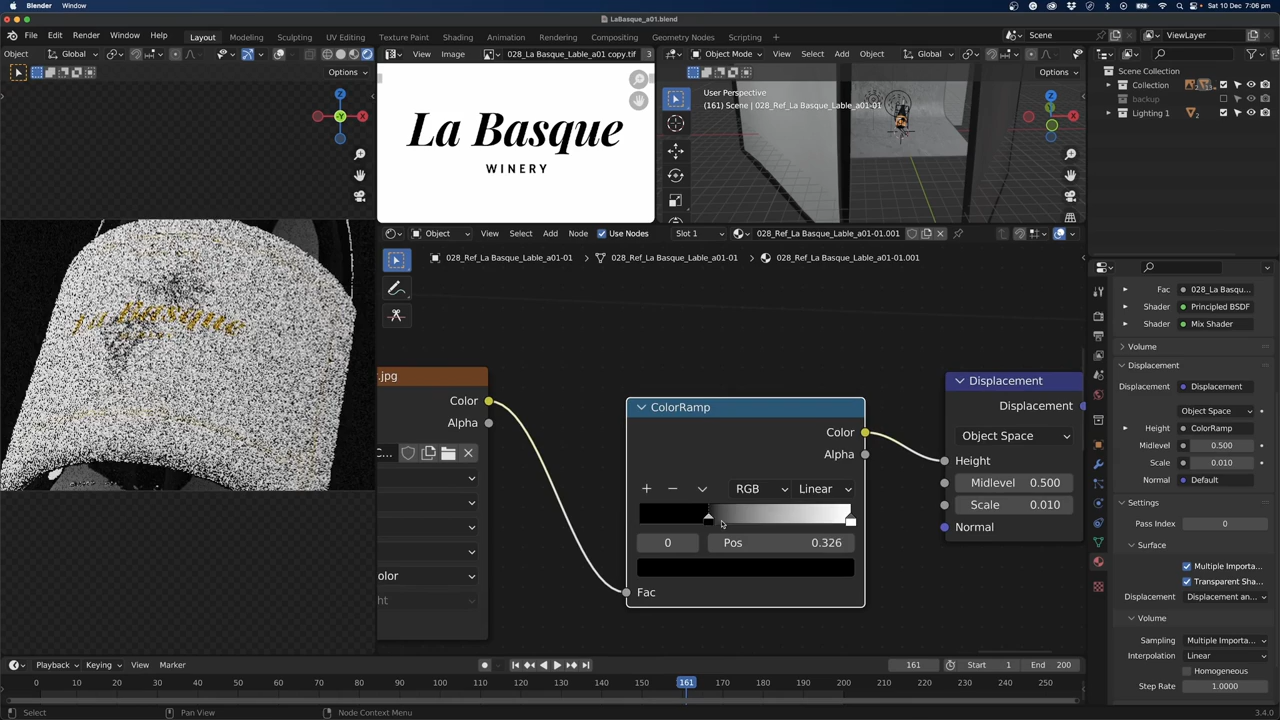 Blender
Window
Sat 10 Dec 7:06 pm
LaBasque_a01.blend
File Edit Render Window Help Layout Modeling Sculpting UV Editing Texture Paint Shading Animation Rendering Compositing Geometry Nodes Scripting + Scene ViewLayer
Object Global View Image 028_La Basque_Lable_a01 copy.tif 3 Object Mode View Select Add Object Global
Options
Options
Z
-Y
X
User Perspective
(161) Scene | 028_Ref_La Basque_Lable_a01-01
Scene Collection
Collection
backup
Lighting 1
La Basque
WINERY
Object View Select Add Node Use Nodes Slot 1 028_Ref_La Basque_Lable_a01-01.001
028_Ref_La Basque_Lable_a01-01 > 028_Ref_La Basque_Lable_a01-01 > 028_Ref_La Basque_Lable_a01-01.001
La Basque
.jpg
Color
Alpha
C...
olor
ht
ColorRamp
Color
Alpha
+ −
RGB
Linear
0
Pos 0.326
Fac
Displacement
Displacement
Object Space
Height
Midlevel 0.500
Scale 0.010
Normal
Fac 028_La Basqu...
Shader Principled BSDF
Shader Mix Shader
Volume
Displacement
Displacement Displacement
Object Space
Height ColorRamp
Midlevel 0.500
Scale 0.010
Normal Default
Settings
Pass Index 0
Surface
Multiple Importa...
Transparent Sha...
Displacement Displacement an...
Volume
Sampling Multiple Importa...
Interpolation Linear
Homogeneous
Step Rate 1.0000
Playback Keying View Marker 161 Start 1 End 200
0 10 20 30 40 50 60 70 80 90 100 110 120 130 140 150 161 170 180 190 200 210 220 230 240 250
Select Pan View Node Context Menu 3.4.0